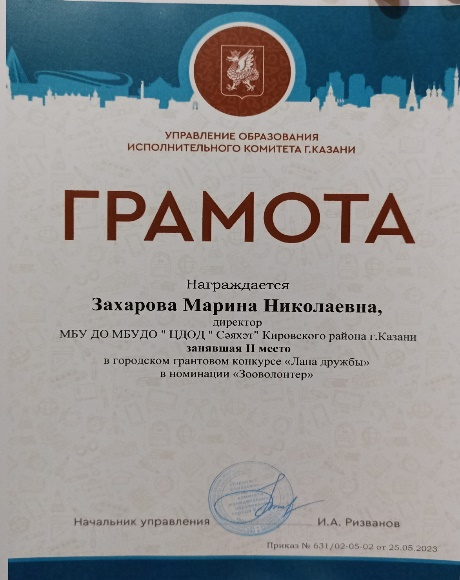 УПРАВЛЕНИЕ ОБРАЗОВАНИЯ
ИСПОЛНИТЕЛЬНОГО КОМИТЕТА Г.КАЗАНИ
ГРАМОТА
Награждается
Захарова Марина Николаевна,
директор
МБУ ДО МБУДО " ЦДОД " Сәяхэт" Кировского района г.Казани
занявшая II место
в городском грантовом конкурсе «Лапа дружбы»
в номинации «Зооволонтер»
Начальник управления И.А. Ризванов
Приказ № 631/02-05-02 от 25.05.2023